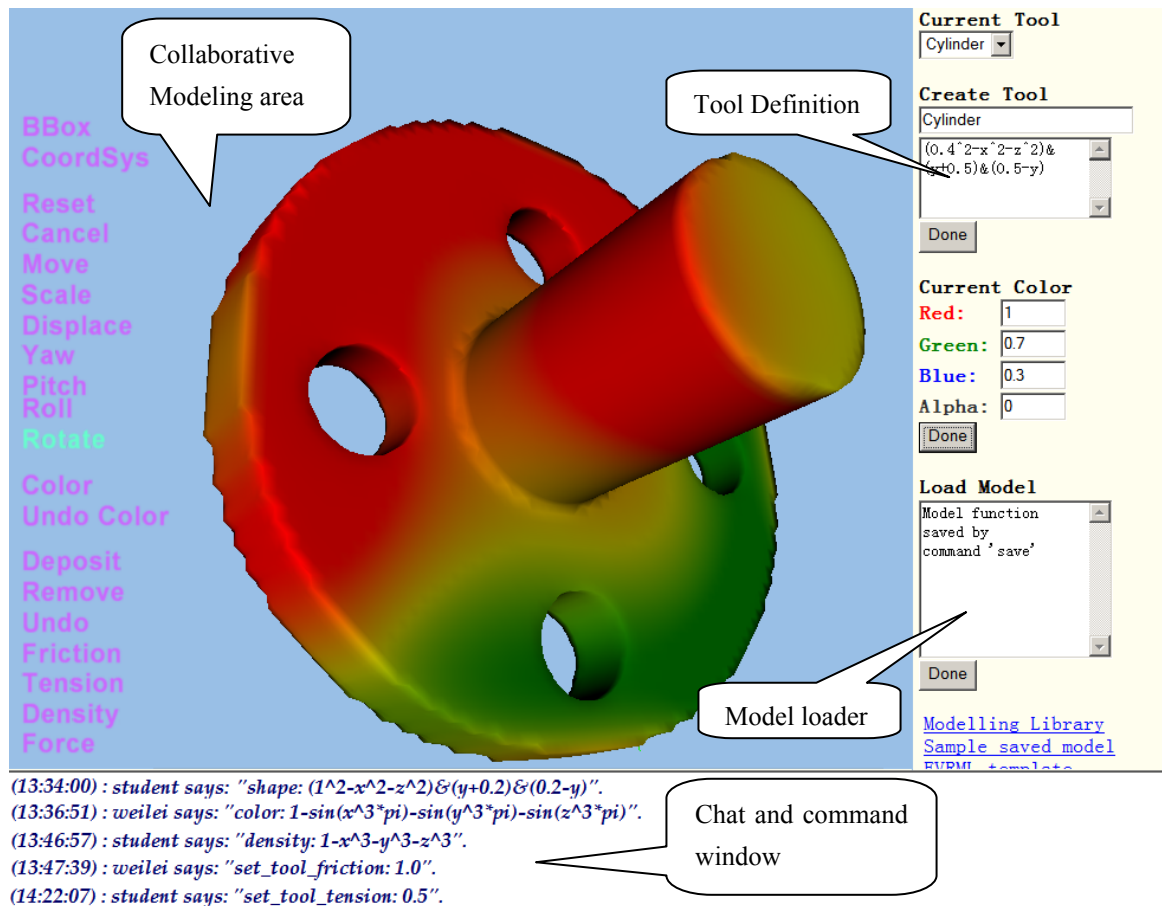 Collaborative
Modeling area
Tool Definition
BBox
CoordSys
Reset
Cancel
Move
Scale
Displace
Yaw
Pitch
Roll
Rotate
Color
Undo Color
Deposit
Remove
Undo
Friction
Tension
Density
Force
Current Tool
Cylinder
Create Tool
Cylinder
(0.4^2-x^2-z^2)&
(y+0.5)&(0.5-y)
Done
Current Color
Red: 1
Green: 0.7
Blue: 0.3
Alpha: 0
Done
Load Model
Model function
saved by
command 'save'
Done
Model loader
Modelling Library
Sample saved model
EVRML template
(13:34:00) : student says: "shape: (1^2-x^2-z^2)&(y+0.2)&(0.2-y)".
(13:36:51) : weilei says: "color: 1-sin(x^3*pi)-sin(y^3*pi)-sin(z^3*pi)".
(13:46:57) : student says: "density: 1-x^3-y^3-z^3".
(13:47:39) : weilei says: "set_tool_friction: 1.0".
(14:22:07) : student says: "set_tool_tension: 0.5".
Chat and command
window